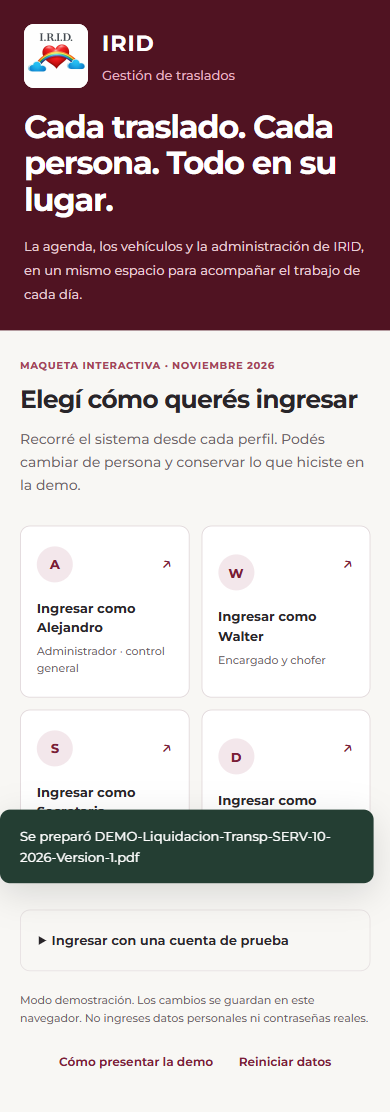 I.R.I.D.
IRID
Gestión de traslados
Cada traslado. Cada
persona. Todo en su
lugar.
La agenda, los vehículos y la administración de IRID,
en un mismo espacio para acompañar el trabajo de
cada día.
MAQUETA INTERACTIVA · NOVIEMBRE 2026
Elegí cómo querés ingresar
Recorré el sistema desde cada perfil. Podés
cambiar de persona y conservar lo que hiciste en
la demo.
A
Ingresar como
Alejandro
Administrador · control
general
W
Ingresar como
Walter
Encargado y chofer
S
Ingresar como
D
Ingresar como
Se preparó DEMO-Liquidacion-Transp-SERV-10-
2026-Version-1.pdf
Ingresar con una cuenta de prueba
Modo demostración. Los cambios se guardan en este
navegador. No ingreses datos personales ni contraseñas reales.
Cómo presentar la demo
Reiniciar datos